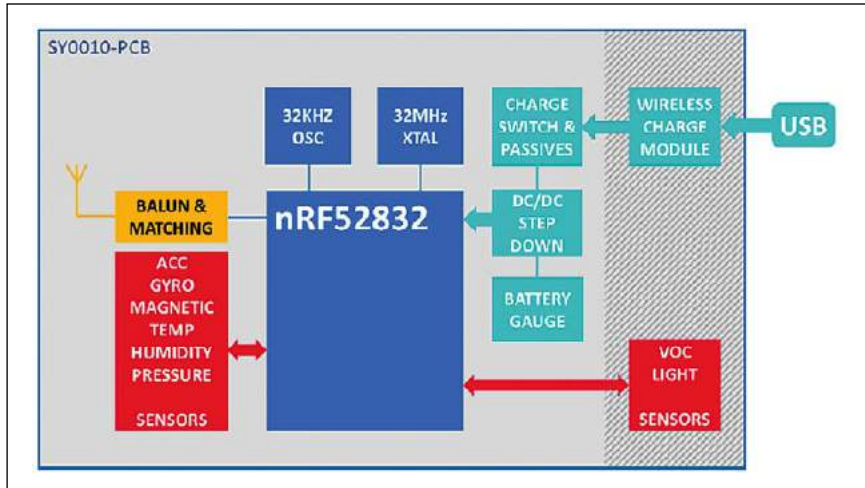 SY0010-PCB
32KHZ
OSC
32MHz
XTAL
CHARGE
SWITCH &
PASSIVES
WIRELESS
CHARGE
MODULE
USB
BALUN &
MATCHING
nRF52832
DC/DC
STEP
DOWN
ACC
GYRO
MAGNETIC
TEMP
HUMIDITY
PRESSURE
SENSORS
BATTERY
GAUGE
VOC
LIGHT
SENSORS